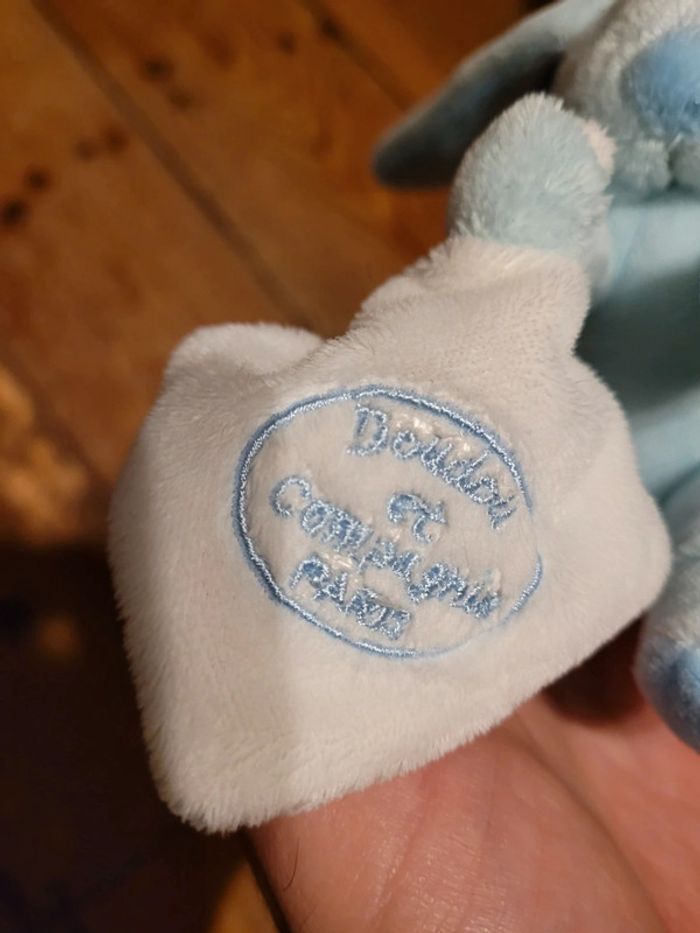 Doudou
et
Compagnie
PARIS